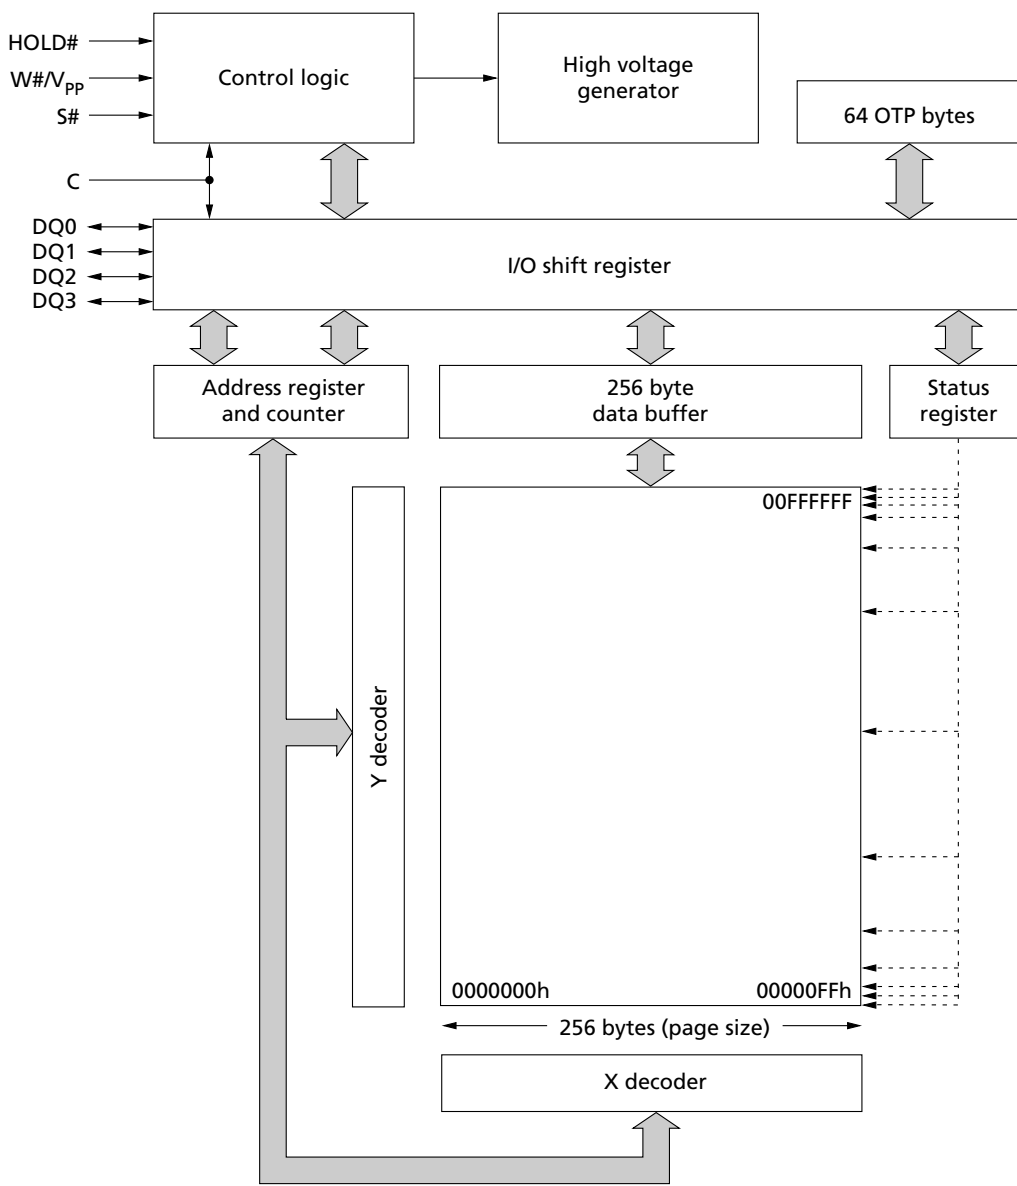 HOLD#
W#/VPP
S#
Control logic
High voltage
generator
64 OTP bytes
C
DQ0
DQ1
DQ2
DQ3
I/O shift register
Address register
and counter
256 byte
data buffer
Status
register
00FFFFFF
Y decoder
0000000h
00000FFh
256 bytes (page size)
X decoder